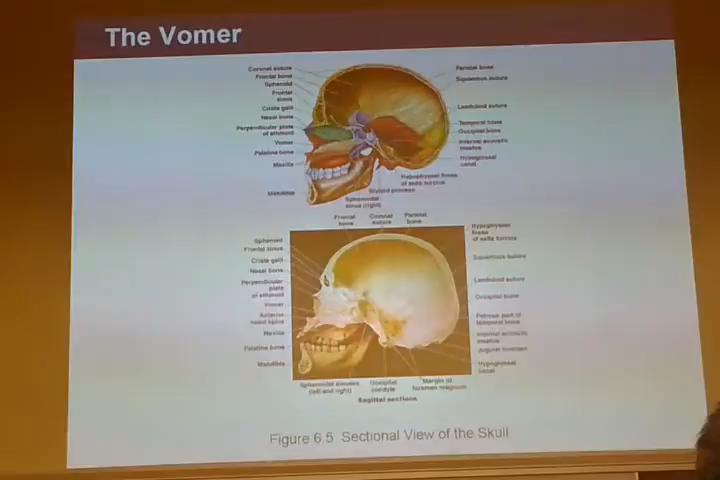 The Vomer
Coronal suture
Frontal bone
Sphenoid
Frontal
sinus
Crista galli
Nasal bone
Perpendicular plate
of ethmoid
Vomer
Palatine bone
Maxilla
Mandible
Parietal bone
Squamous suture
Lambdoid suture
Temporal bone
Occipital bone
Internal acoustic
meatus
Hypoglossal
canal
Hypophyseal fossa
of sella turcica
Styloid process
Sphenoidal
sinus (right)
Frontal
bone
Coronal
suture
Parietal
bone
Sphenoid
Frontal sinus
Crista galli
Nasal bone
Perpendicular
plate
of ethmoid
Vomer
Anterior
nasal spine
Maxilla
Palatine bone
Mandible
Hypophyseal
fossa
of sella turcica
Squamous suture
Lambdoid suture
Occipital bone
Petrous part of
temporal bone
Internal acoustic
meatus
Jugular foramen
Hypoglossal
canal
Sphenoidal sinuses
(left and right)
Occipital
condyle
Margin of
foramen magnum
Sagittal sections
Figure 6.5 Sectional View of the Skull